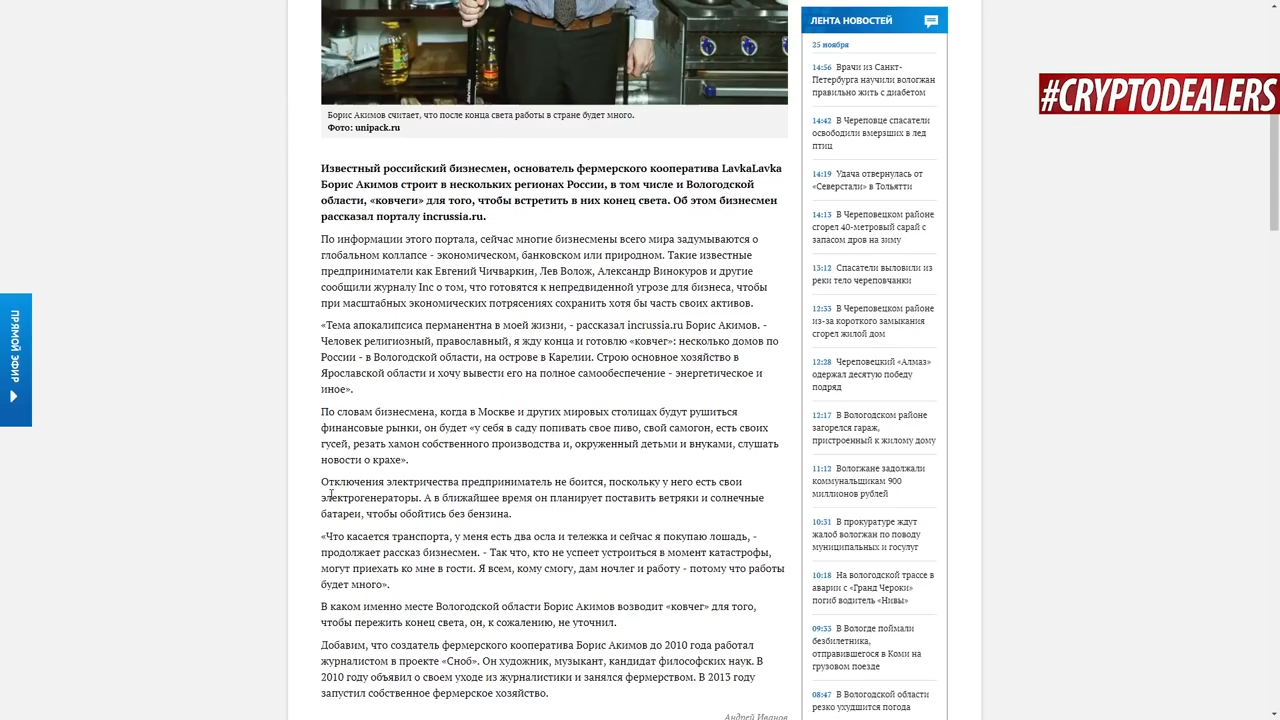 Борис Акимов считает, что после конца света работы в стране будет много.
Фото: unipack.ru
Известный российский бизнесмен, основатель фермерского кооператива LavkaLavka
Борис Акимов строит в нескольких регионах России, в том числе и Вологодской
области, «ковчеги» для того, чтобы встретить в них конец света. Об этом бизнесмен
рассказал порталу incrussia.ru.
По информации этого портала, сейчас многие бизнесмены всего мира задумываются о
глобальном коллапсе - экономическом, банковском или природном. Такие известные
предприниматели как Евгений Чичваркин, Лев Волож, Александр Винокуров и другие
сообщили журналу Inc о том, что готовятся к непредвиденной угрозе для бизнеса, чтобы
при масштабных экономических потрясениях сохранить хотя бы часть своих активов.
«Тема апокалипсиса перманентна в моей жизни, - рассказал incrussia.ru Борис Акимов. -
Человек религиозный, православный, я жду конца и готовлю «ковчег»: несколько домов по
России - в Вологодской области, на острове в Карелии. Строю основное хозяйство в
Ярославской области и хочу вывести его на полное самообеспечение - энергетическое и
иное».
По словам бизнесмена, когда в Москве и других мировых столицах будут рушиться
финансовые рынки, он будет «у себя в саду попивать свое пиво, свой самогон, есть своих
гусей, резать хамон собственного производства и, окруженный детьми и внуками, слушать
новости о крахе».
Отключения электричества предприниматель не боится, поскольку у него есть свои
электрогенераторы. А в ближайшее время он планирует поставить ветряки и солнечные
батареи, чтобы обойтись без бензина.
«Что касается транспорта, у меня есть два осла и тележка и сейчас я покупаю лошадь, -
продолжает рассказ бизнесмен. - Так что, кто не успеет устроиться в момент катастрофы,
могут приехать ко мне в гости. Я всем, кому смогу, дам ночлег и работу - потому что работы
будет много».
В каком именно месте Вологодской области Борис Акимов возводит «ковчег» для того,
чтобы пережить конец света, он, к сожалению, не уточнил.
Добавим, что создатель фермерского кооператива Борис Акимов до 2010 года работал
журналистом в проекте «Сноб». Он художник, музыкант, кандидат философских наук. В
2010 году объявил о своем уходе из журналистики и занялся фермерством. В 2013 году
запустил собственное фермерское хозяйство.
Андрей Иванов
ЛЕНТА НОВОСТЕЙ
25 ноября
14:56 Врачи из Санкт-
Петербурга научили вологжан
правильно жить с диабетом
14:42 В Череповце спасатели
освободили вмерзших в лед
птиц
14:19 Удача отвернулась от
«Северстали» в Тольятти
14:13 В Череповецком районе
сгорел 40-метровый сарай с
запасом дров на зиму
13:12 Спасатели выловили из
реки тело череповчанки
12:33 В Череповецком районе
из-за короткого замыкания
сгорел жилой дом
12:28 Череповецкий «Алмаз»
одержал десятую победу
подряд
12:17 В Вологодском районе
загорелся гараж,
пристроенный к жилому дому
11:12 Вологжане задолжали
коммунальщикам 900
миллионов рублей
10:31 В прокуратуре ждут
жалоб вологжан по поводу
муниципальных и госуслуг
10:18 На вологодской трассе в
аварии с «Гранд Чероки»
погиб водитель «Нивы»
09:33 В Вологде поймали
безбилетника,
отправившегося в Коми на
грузовом поезде
08:47 В Вологодской области
резко ухудшится погода
#CRYPTODEALERS
ПРЯМОЙ ЭФИР